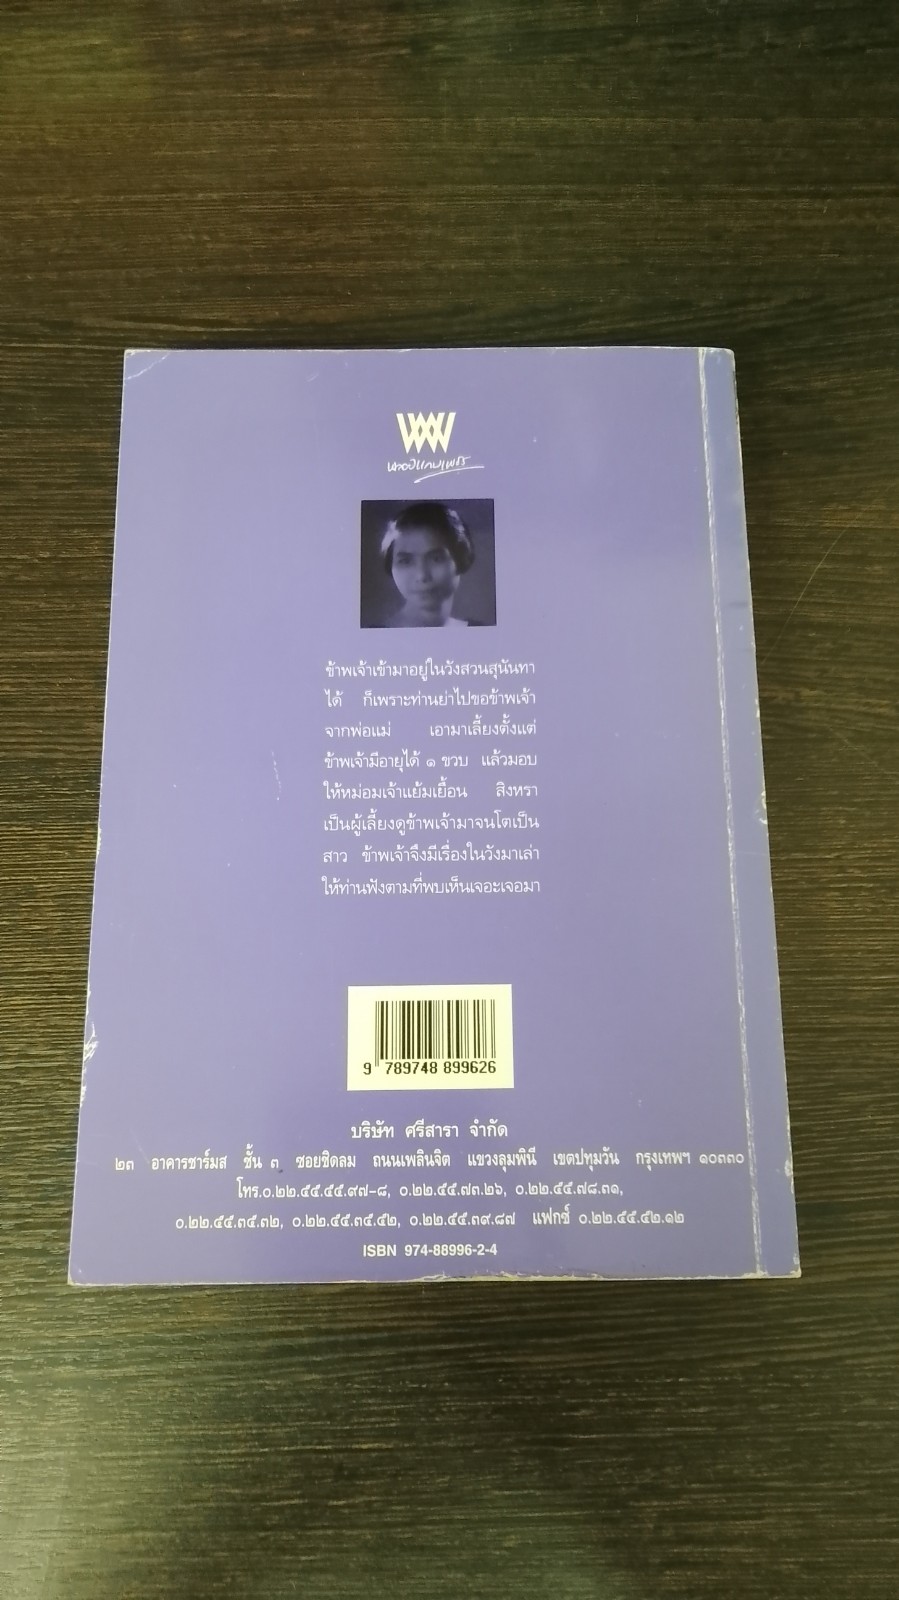 พลอยแกมเพชร
ข้าพเจ้าเข้ามาอยู่ในวังสวนสุนันทา
ได้ ก็เพราะท่านย่าไปขอข้าพเจ้า
จากพ่อแม่ เอามาเลี้ยงตั้งแต่
ข้าพเจ้ามีอายุได้ ๑ ขวบ แล้วมอบ
ให้หม่อมเจ้าแย้มเยื้อน สิงหรา
เป็นผู้เลี้ยงดูข้าพเจ้ามาจนโตเป็น
สาว ข้าพเจ้าจึงมีเรื่องในวังมาเล่า
ให้ท่านฟังตามที่พบเห็นเจอะเจอมา
9 789748 899626
บริษัท ศรีสารา จำกัด
๒๓ อาคารชาร์มส ชั้น ๓ ซอยชิดลม ถนนเพลินจิต แขวงลุมพินี เขตปทุมวัน กรุงเทพฯ ๑๐๓๓๐
โทร.๐.๒๒.๕๕.๕๕.๙๗-๘, ๐.๒๒.๕๕.๗๓.๒๖, ๐.๒๒.๕๕.๗๘.๓๑,
๐.๒๒.๕๕.๓๕.๓๒, ๐.๒๒.๕๕.๓๕.๕๒, ๐.๒๒.๕๕.๓๙.๘๗ แฟกซ์ ๐.๒๒.๕๕.๕๒.๑๒
ISBN 974-88996-2-4